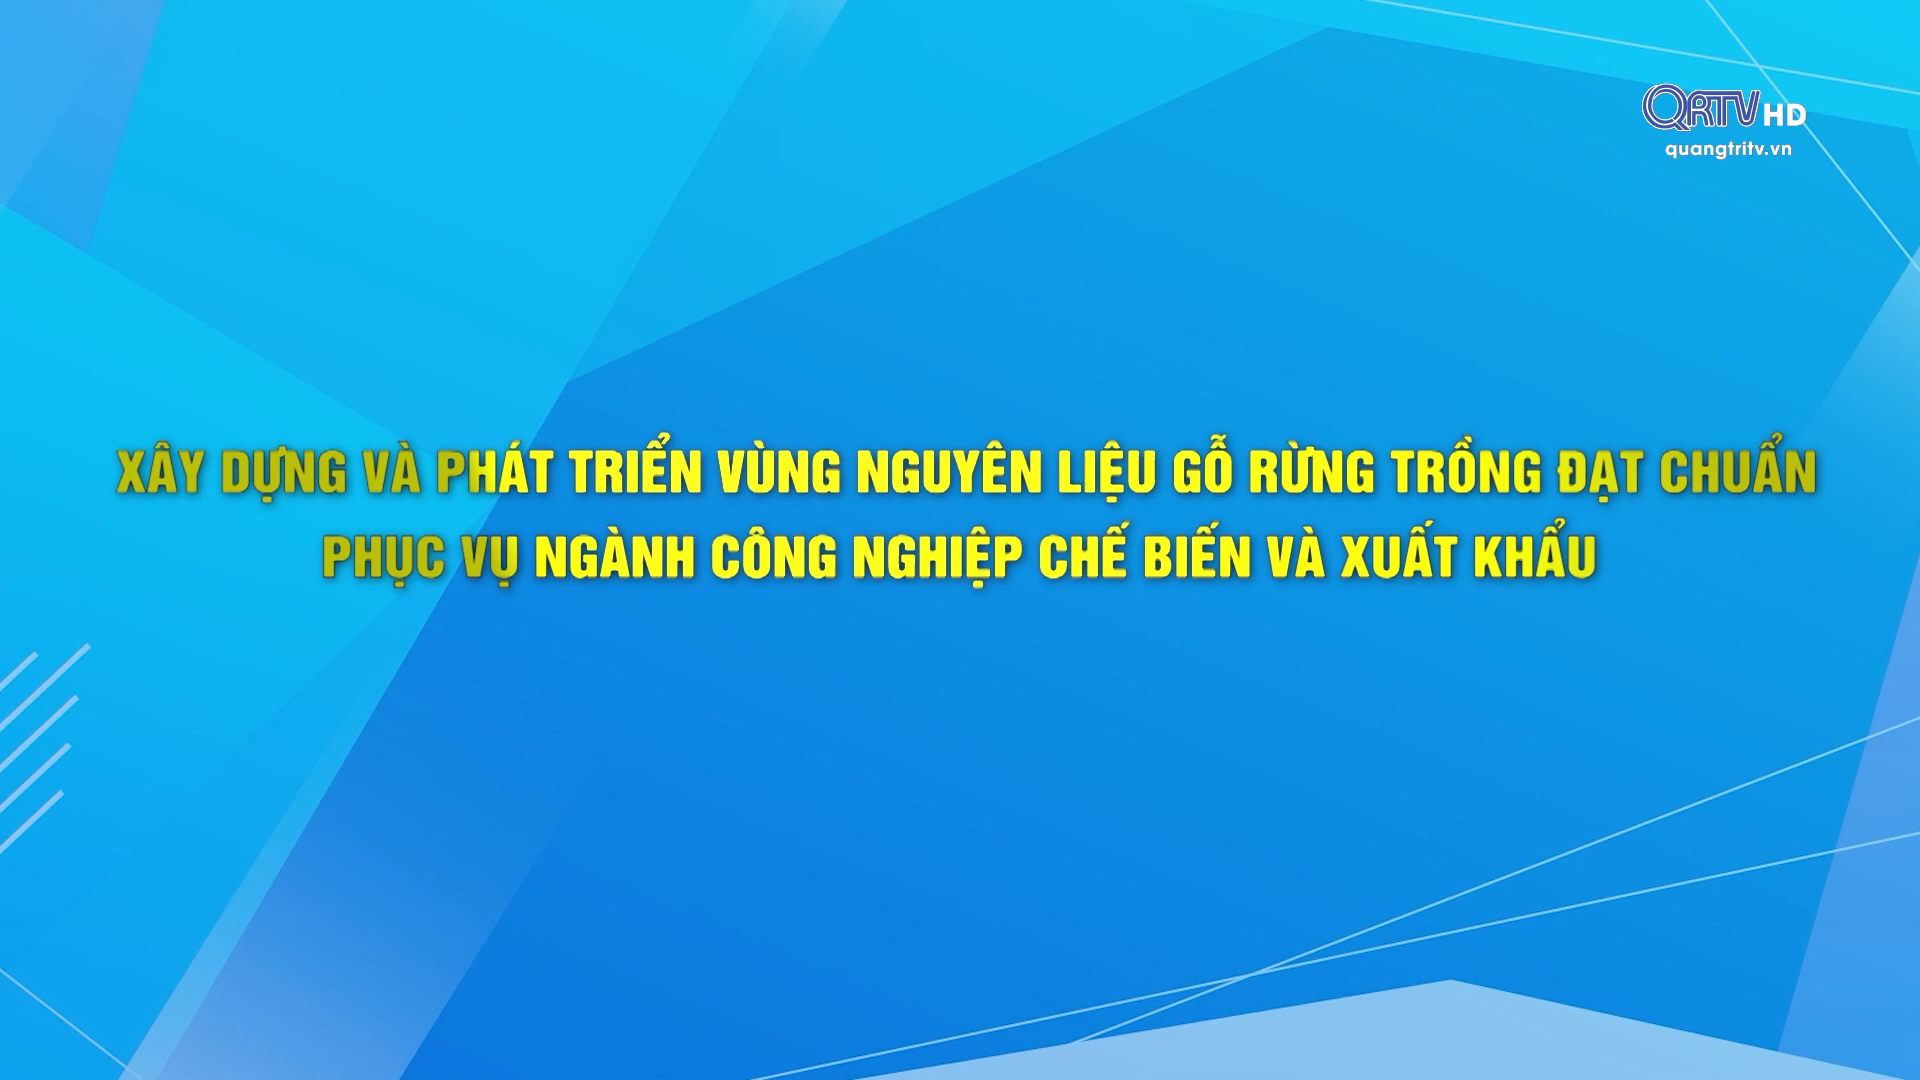 QRTV HD
quangtritv.vn
XÂY DỰNG VÀ PHÁT TRIỂN VÙNG NGUYÊN LIỆU GỖ RỪNG TRỒNG ĐẠT CHUẨN
PHỤC VỤ NGÀNH CÔNG NGHIỆP CHẾ BIẾN VÀ XUẤT KHẨU